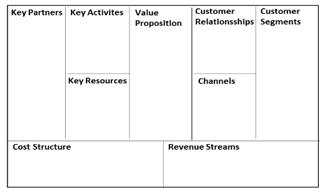 Key Partners
Key Activites
Value
Proposition
Customer
Relationsships
Customer
Segments
Key Resources
Channels
Cost Structure
Revenue Streams